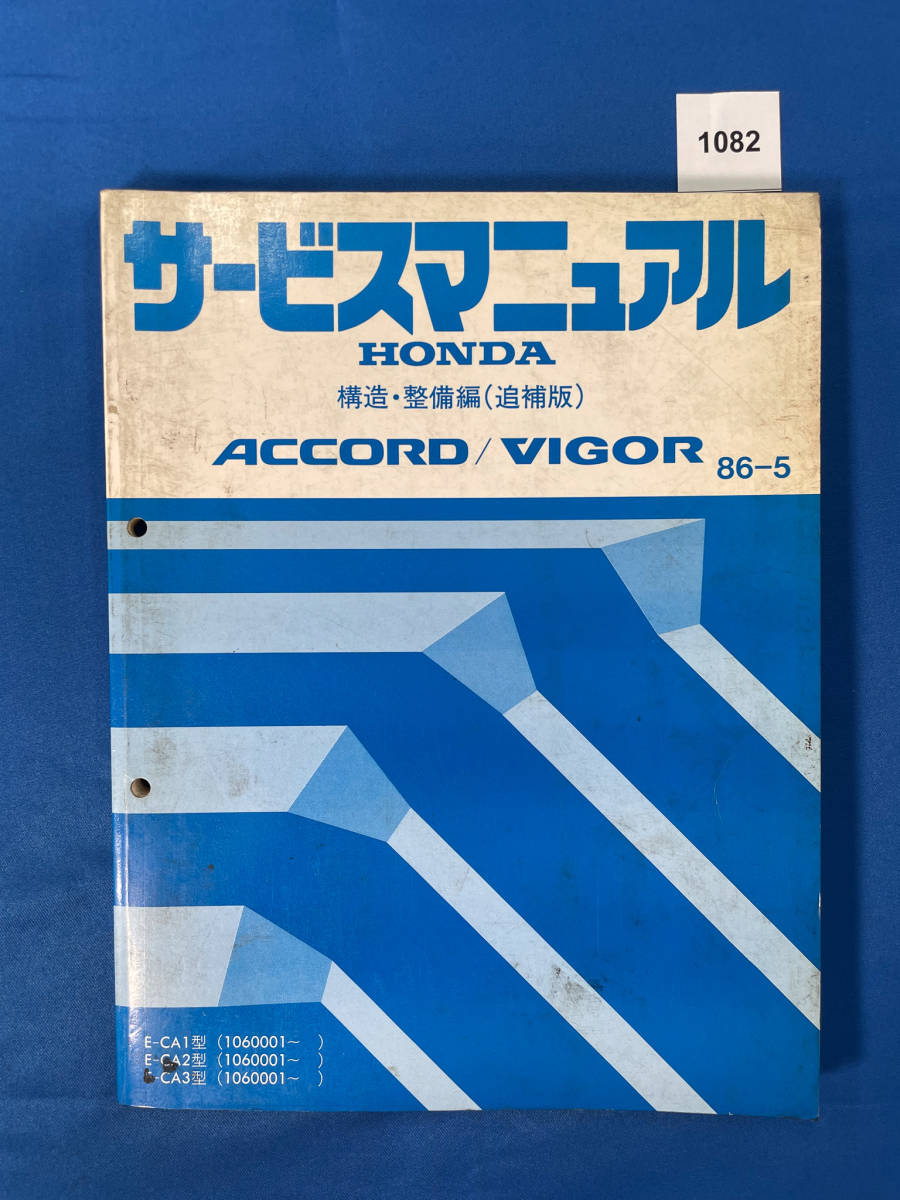 1082
サービスマニュアル
HONDA
構造・整備編(追補版)
ACCORD/VIGOR 86-5
E-CA1型 (1060001～ )
E-CA2型 (1060001～ )
-CA3型 (1060001～ )